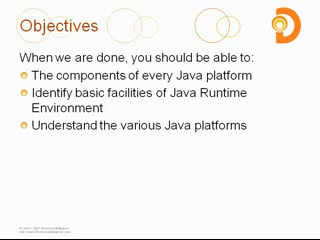 Objectives
When we are done, you should be able to:
The components of every Java platform
Identify basic facilities of Java Runtime
Environment
Understand the various Java platforms